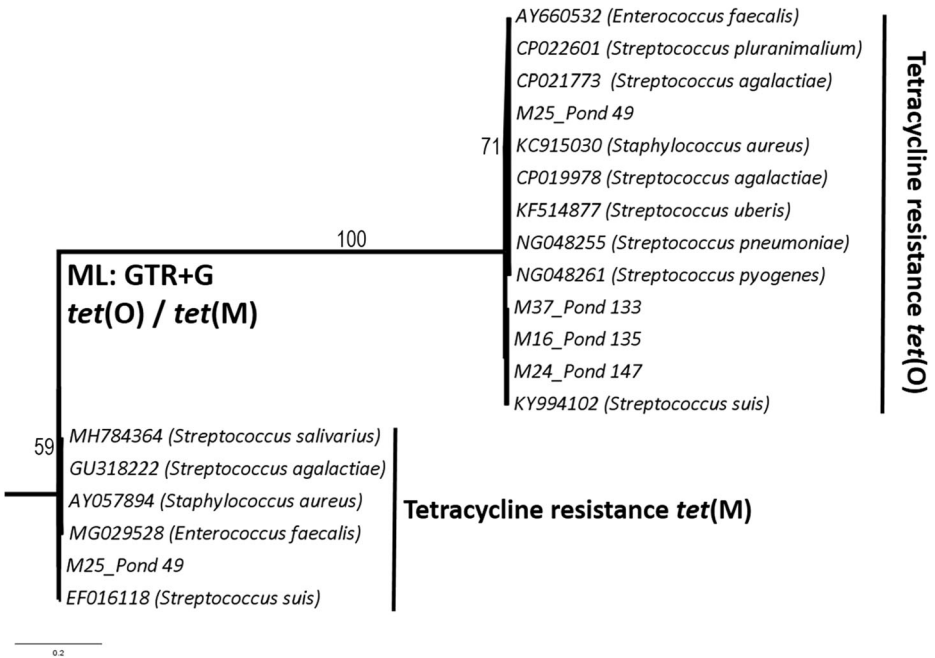 AY660532 (Enterococcus faecalis)
CP022601 (Streptococcus pluranimalium)
CP021773 (Streptococcus agalactiae)
M25_Pond 49
71
KC915030 (Staphylococcus aureus)
CP019978 (Streptococcus agalactiae)
KF514877 (Streptococcus uberis)
NG048255 (Streptococcus pneumoniae)
NG048261 (Streptococcus pyogenes)
M37_Pond 133
M16_Pond 135
M24_Pond 147
KY994102 (Streptococcus suis)
Tetracycline resistance tet(O)
100
ML: GTR+G
tet(O) / tet(M)
59
MH784364 (Streptococcus salivarius)
GU318222 (Streptococcus agalactiae)
AY057894 (Staphylococcus aureus)
MG029528 (Enterococcus faecalis)
M25_Pond 49
EF016118 (Streptococcus suis)
Tetracycline resistance tet(M)
0.2